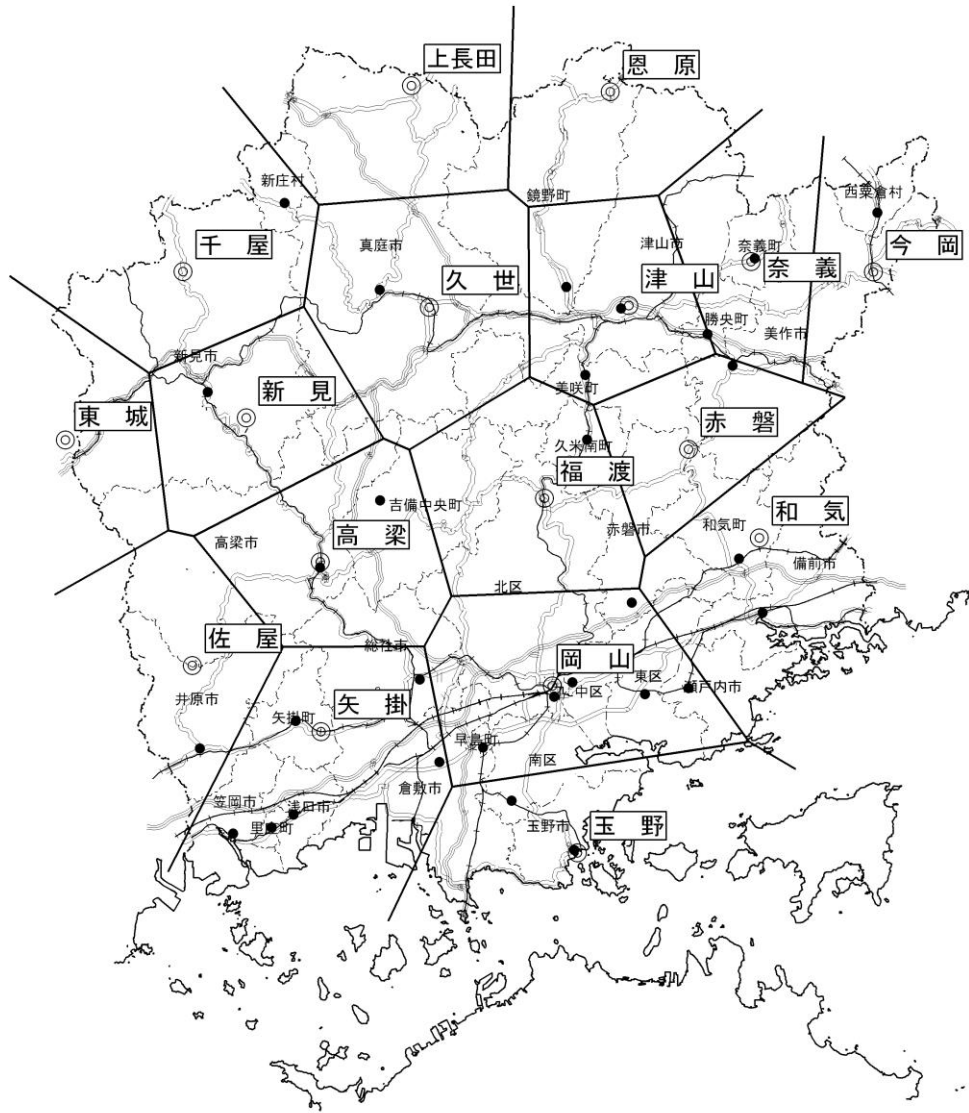 上長田
恩原
新庄村
鏡野町
西粟倉村
千屋
真庭市
津山市
奈義町
今岡
久世
津山
奈義
勝央町
美作市
新見市
新見
美咲町
東城
赤磐
久米南町
福渡
吉備中央町
和気
高梁市
高梁
赤磐市
和気町
備前市
北区
佐屋
総社市
岡山
東区
瀬戸内市
井原市
矢掛町
矢掛
中区
早島町
南区
倉敷市
笠岡市
浅口市
里庄町
玉野市
玉野